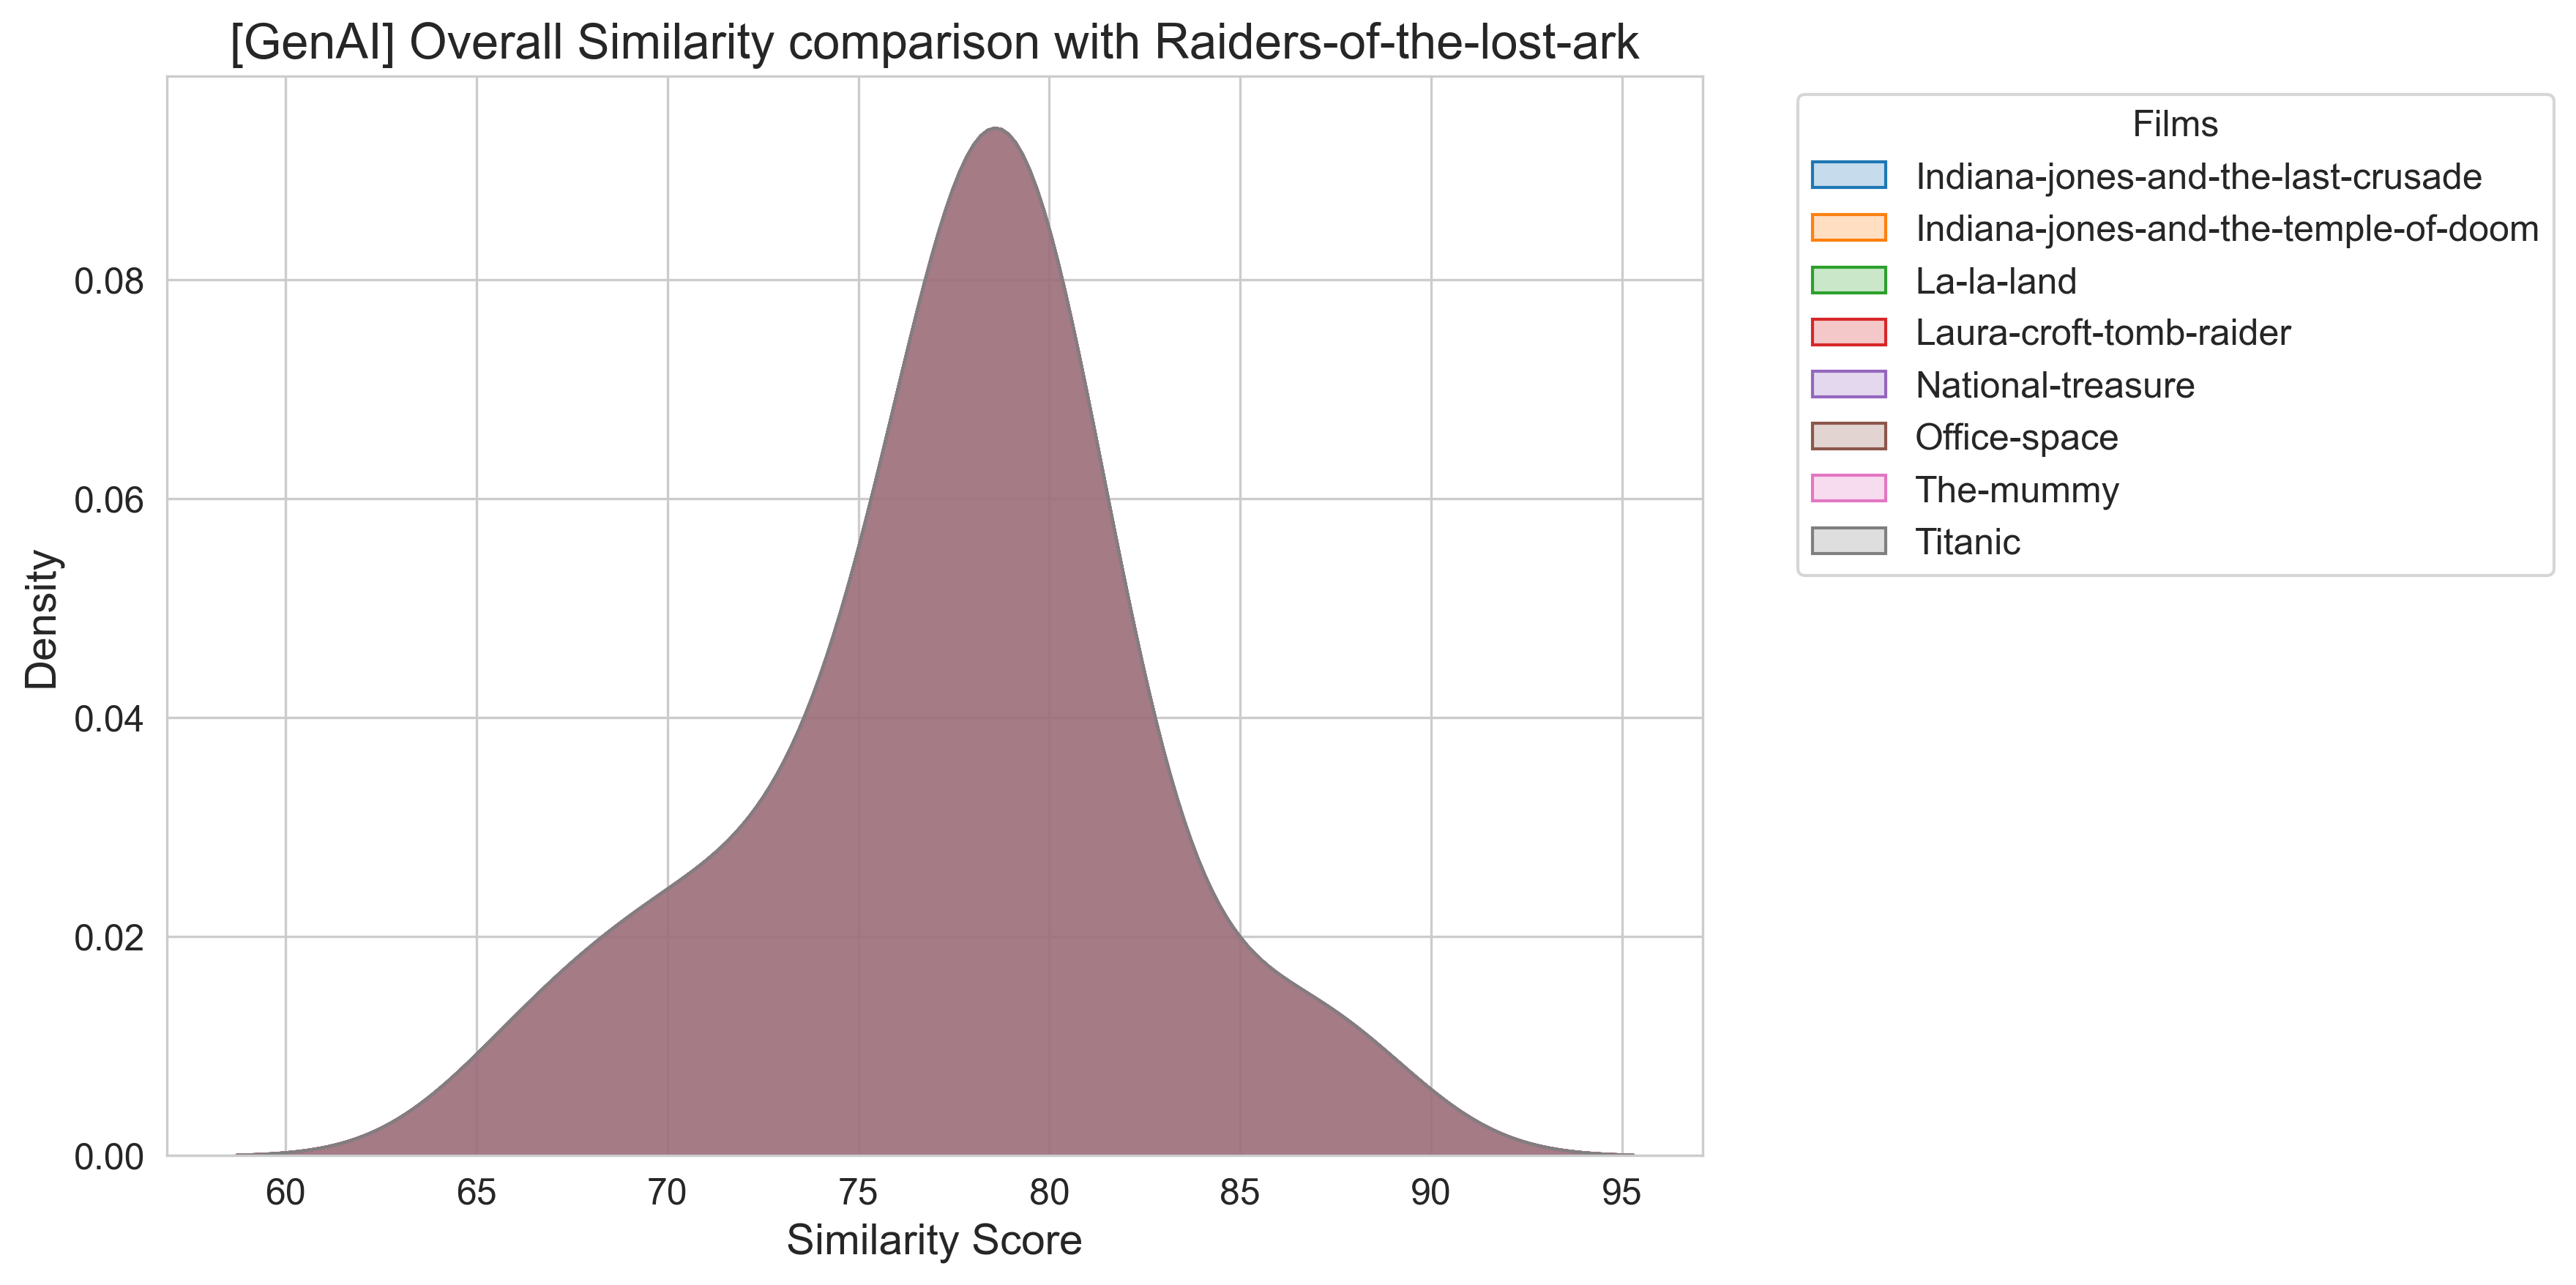 [GenAI] Overall Similarity comparison with Raiders-of-the-lost-ark
Density
0.08
0.06
0.04
0.02
0.00
60 65 70 75 80 85 90 95
Similarity Score
Films
Indiana-jones-and-the-last-crusade
Indiana-jones-and-the-temple-of-doom
La-la-land
Laura-croft-tomb-raider
National-treasure
Office-space
The-mummy
Titanic